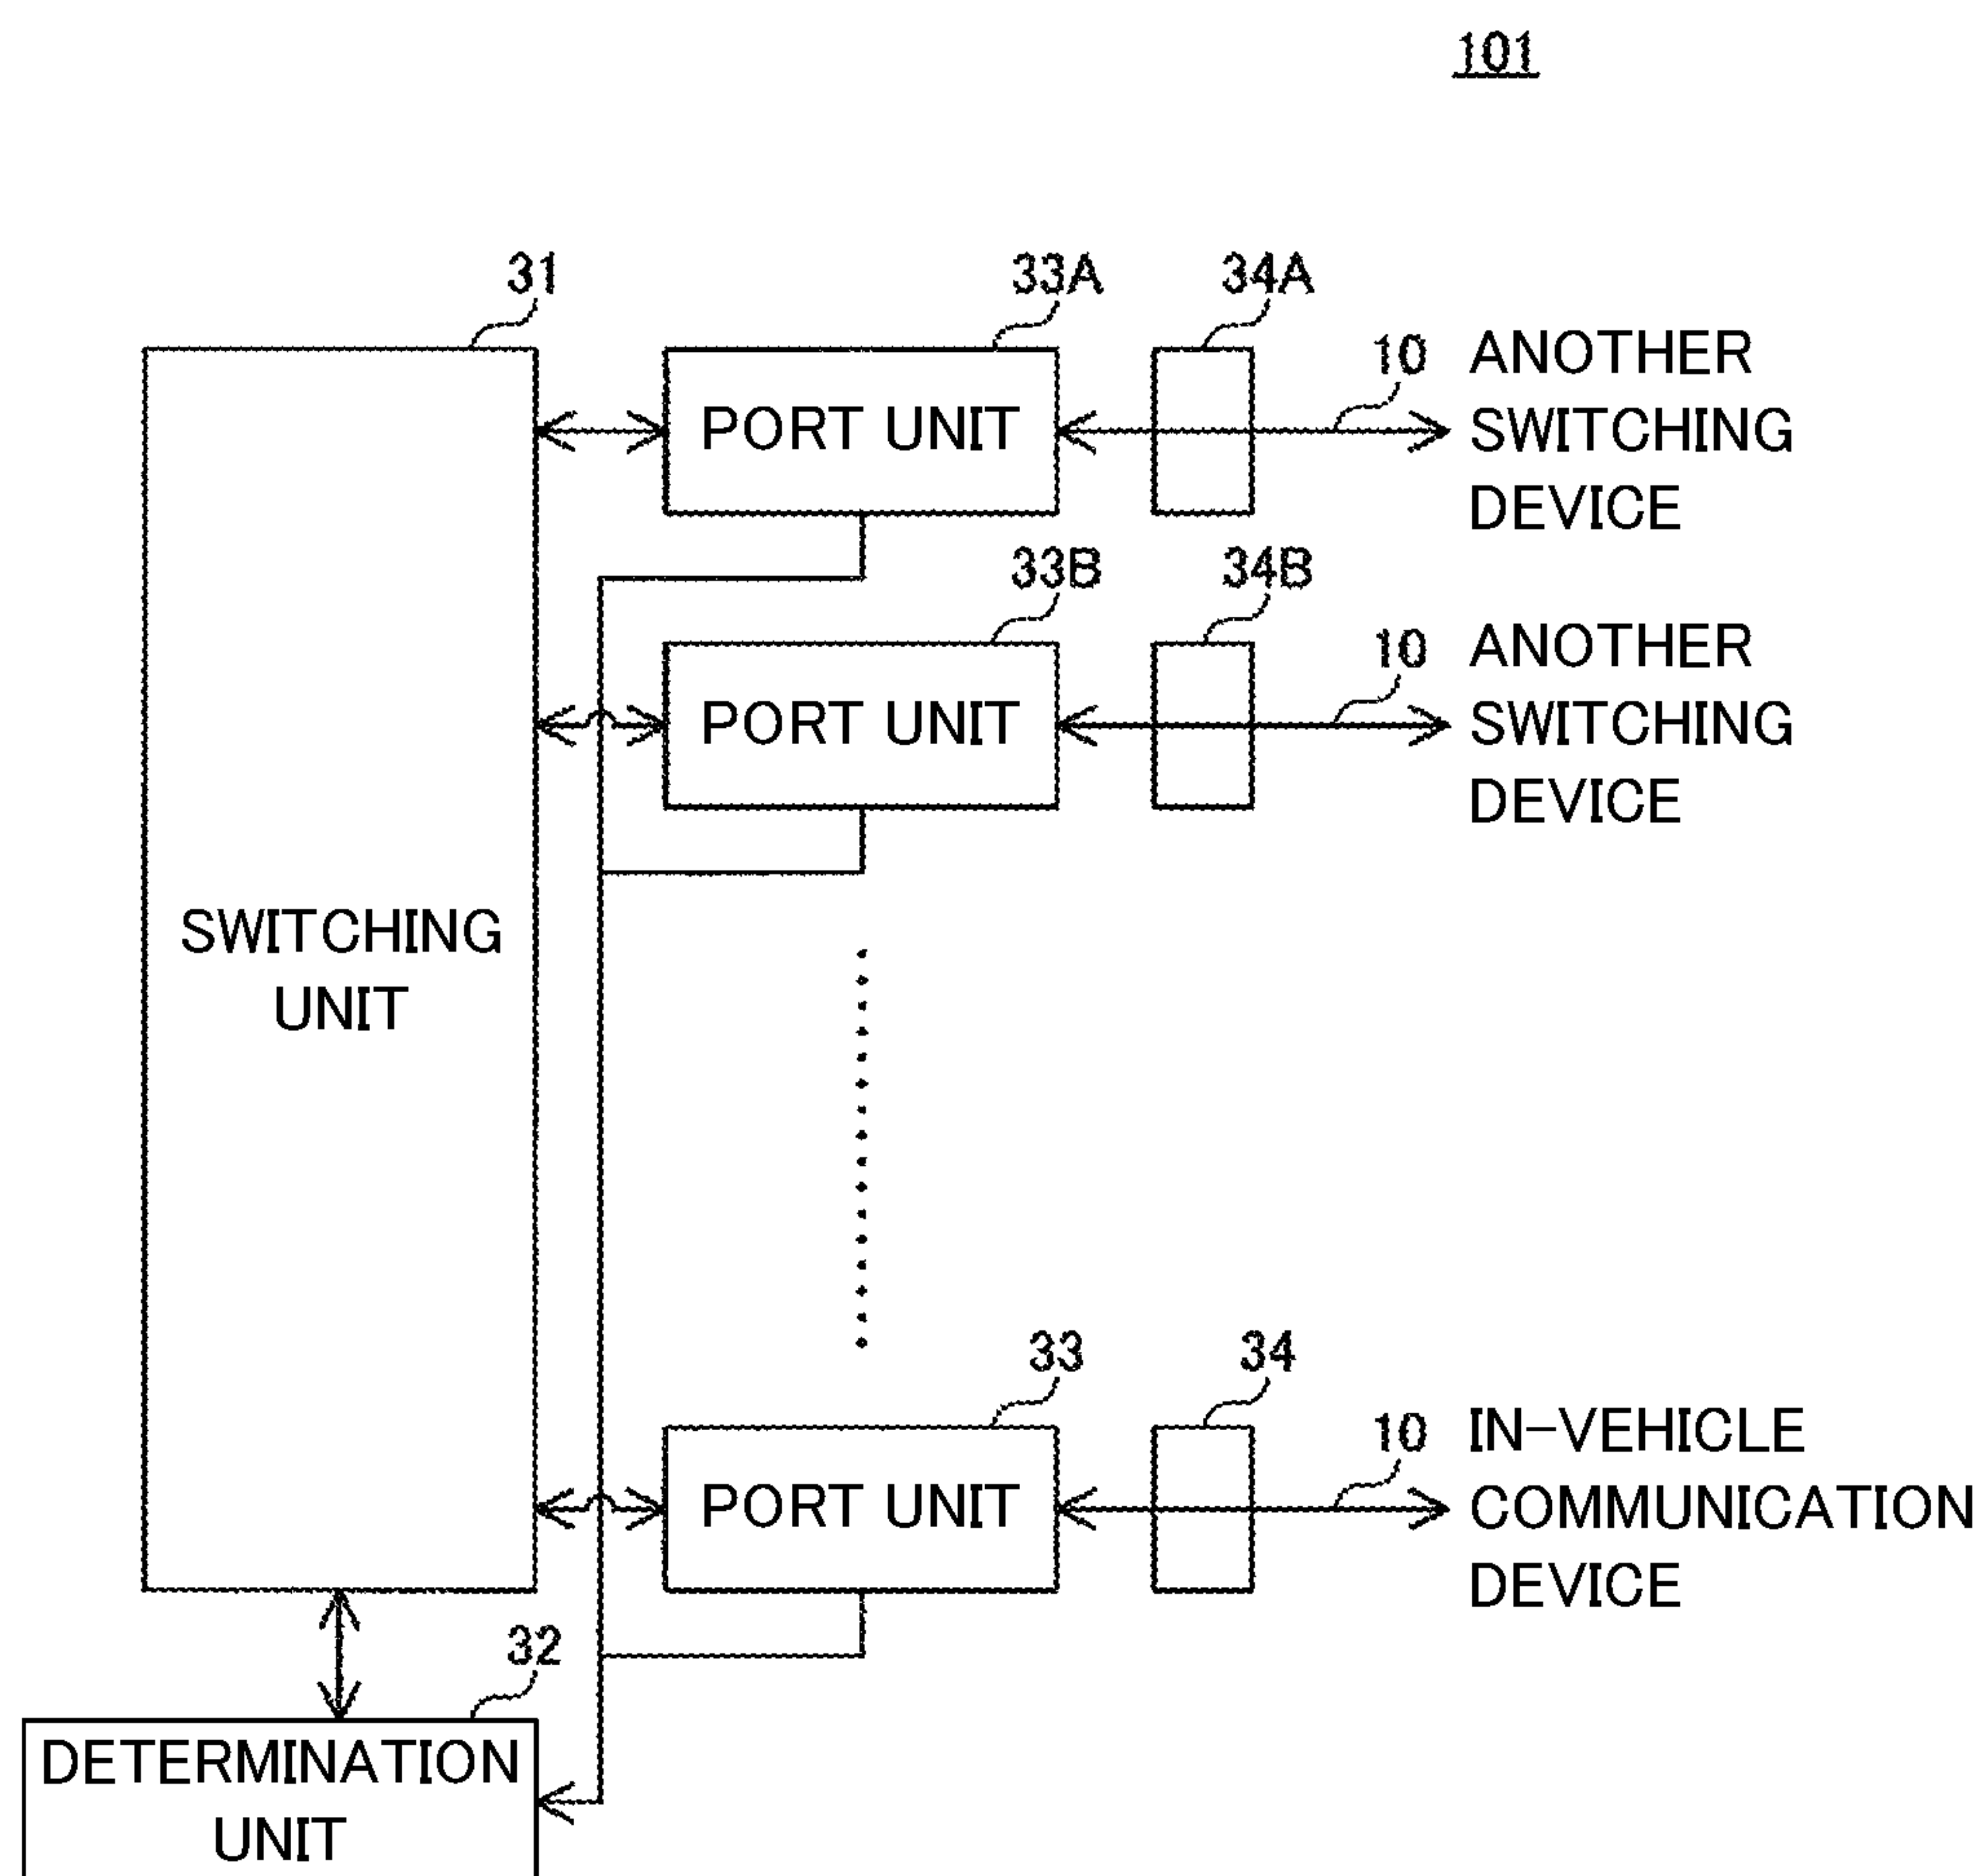 101
31
33A
34A
PORT UNIT
10
ANOTHER
SWITCHING
DEVICE
33B
34B
PORT UNIT
10
ANOTHER
SWITCHING
DEVICE
SWITCHING
UNIT
33
34
PORT UNIT
10
IN-VEHICLE
COMMUNICATION
DEVICE
32
DETERMINATION
UNIT